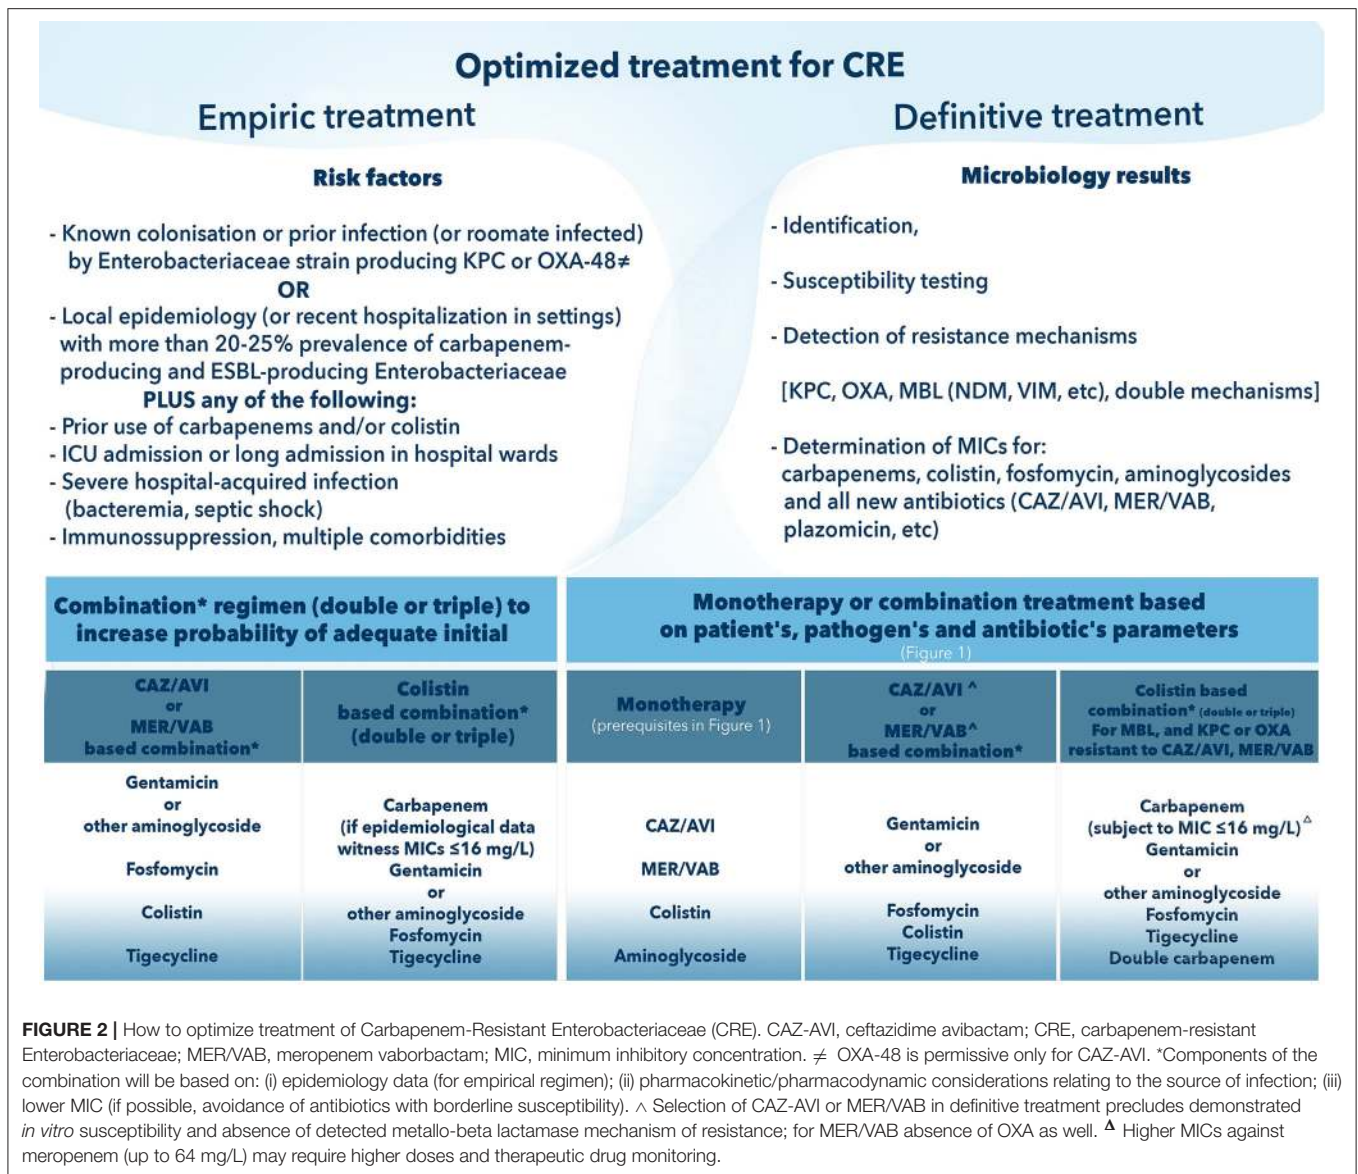 Optimized treatment for CRE
Empiric treatment
Risk factors
- Known colonisation or prior infection (or roomate infected)
by Enterobacteriaceae strain producing KPC or OXA-48≠
OR
- Local epidemiology (or recent hospitalization in settings)
with more than 20-25% prevalence of carbapenem-
producing and ESBL-producing Enterobacteriaceae
PLUS any of the following:
- Prior use of carbapenems and/or colistin
- ICU admission or long admission in hospital wards
- Severe hospital-acquired infection
(bacteremia, septic shock)
- Immunossuppression, multiple comorbidities
Definitive treatment
Microbiology results
- Identification,
- Susceptibility testing
- Detection of resistance mechanisms
[KPC, OXA, MBL (NDM, VIM, etc), double mechanisms]
- Determination of MICs for:
carbapenems, colistin, fosfomycin, aminoglycosides
and all new antibiotics (CAZ/AVI, MER/VAB,
plazomicin, etc)
Combination* regimen (double or triple) to
increase probability of adequate initial
CAZ/AVI
or
MER/VAB
based combination*
Gentamicin
or
other aminoglycoside
Fosfomycin
Colistin
Tigecycline
Colistin
based combination*
(double or triple)
Carbapenem
(if epidemiological data
witness MICs ≤16 mg/L)
Gentamicin
or
other aminoglycoside
Fosfomycin
Tigecycline
Monotherapy or combination treatment based
on patient's, pathogen's and antibiotic's parameters
(Figure 1)
Monotherapy
(prerequisites in Figure 1)
CAZ/AVI
MER/VAB
Colistin
Aminoglycoside
CAZ/AVI ^
or
MER/VAB^
based combination*
Gentamicin
or
other aminoglycoside
Fosfomycin
Colistin
Tigecycline
Colistin based
combination* (double or triple)
For MBL, and KPC or OXA
resistant to CAZ/AVI, MER/VAB
Carbapenem
(subject to MIC ≤16 mg/L)△
Gentamicin
or
other aminoglycoside
Fosfomycin
Tigecycline
Double carbapenem
FIGURE 2 | How to optimize treatment of Carbapenem-Resistant Enterobacteriaceae (CRE). CAZ-AVI, ceftazidime avibactam; CRE, carbapenem-resistant
Enterobacteriaceae; MER/VAB, meropenem vaborbactam; MIC, minimum inhibitory concentration. ≠ OXA-48 is permissive only for CAZ-AVI. *Components of the
combination will be based on: (i) epidemiology data (for empirical regimen); (ii) pharmacokinetic/pharmacodynamic considerations relating to the source of infection; (iii)
lower MIC (if possible, avoidance of antibiotics with borderline susceptibility). ∧ Selection of CAZ-AVI or MER/VAB in definitive treatment precludes demonstrated
in vitro susceptibility and absence of detected metallo-beta lactamase mechanism of resistance; for MER/VAB absence of OXA as well. Δ Higher MICs against
meropenem (up to 64 mg/L) may require higher doses and therapeutic drug monitoring.